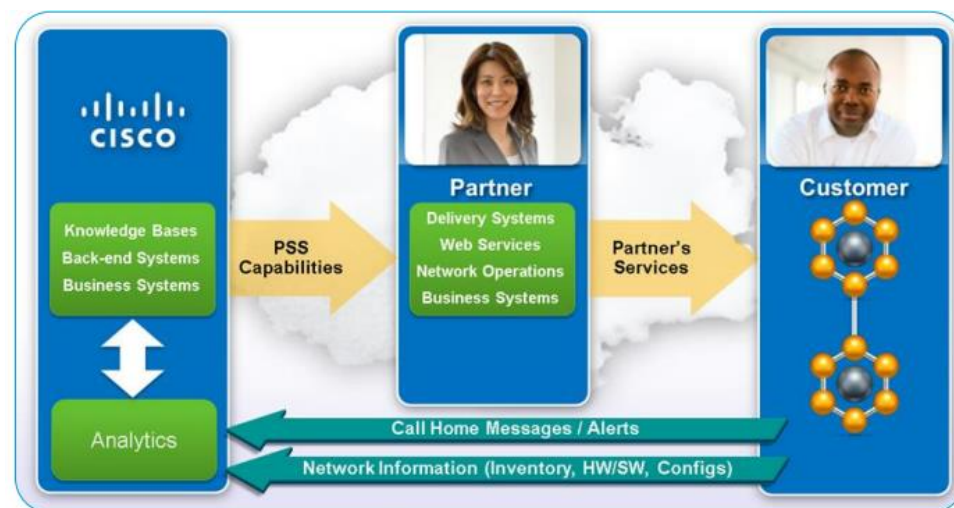 CISCO
Knowledge Bases
Back-end Systems
Business Systems
Analytics
PSS
Capabilities
Partner
Delivery Systems
Web Services
Network Operations
Business Systems
Partner's
Services
Customer
Call Home Messages / Alerts
Network Information (Inventory, HW/SW, Configs)